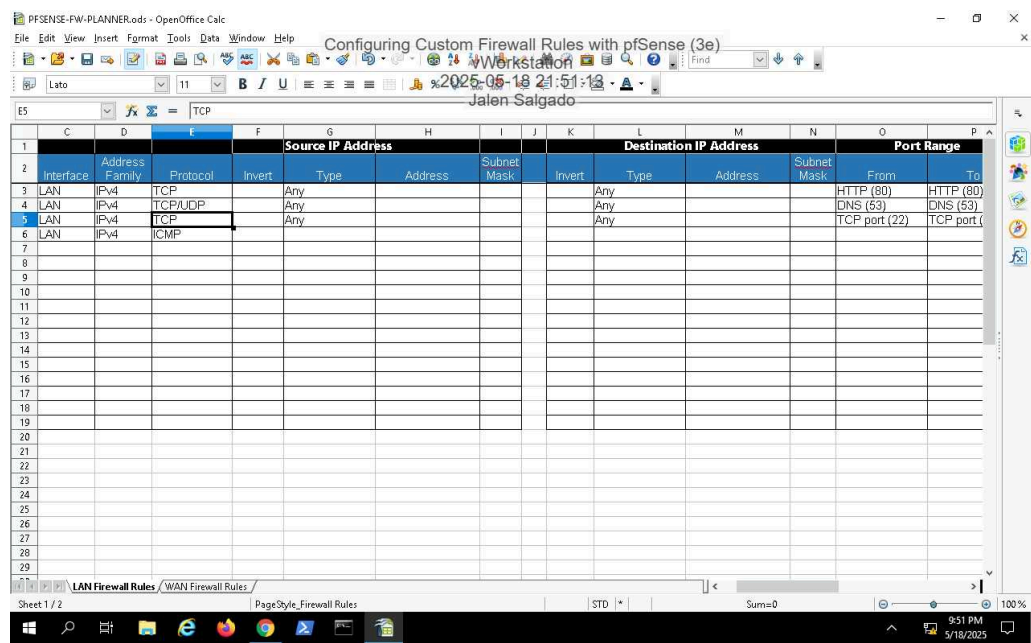 PFSENSE-FW-PLANNER.ods - OpenOffice Calc
File Edit View Insert Format Tools Data Window Help
Configuring Custom Firewall Rules with pfSense (3e)
vWorkstation
2025-05-18 21:51:13
Jalen Salgado
Find
Lato 11
E5 TCP
C D E F G H I J K L M N O P
1 Source IP Address Destination IP Address Port Range
2 Interface Address Family Protocol Invert Type Address Subnet Mask Invert Type Address Subnet Mask From To
3 LAN IPv4 TCP Any Any HTTP (80) HTTP (80)
4 LAN IPv4 TCP/UDP Any Any DNS (53) DNS (53)
5 LAN IPv4 TCP Any Any TCP port (22) TCP port (
6 LAN IPv4 ICMP
7
8
9
10
11
12
13
14
15
16
17
18
19
20
21
22
23
24
25
26
27
28
29
LAN Firewall Rules WAN Firewall Rules
Sheet 1 / 2 PageStyle_Firewall Rules STD * Sum=0 100%
9:51 PM
5/18/2025